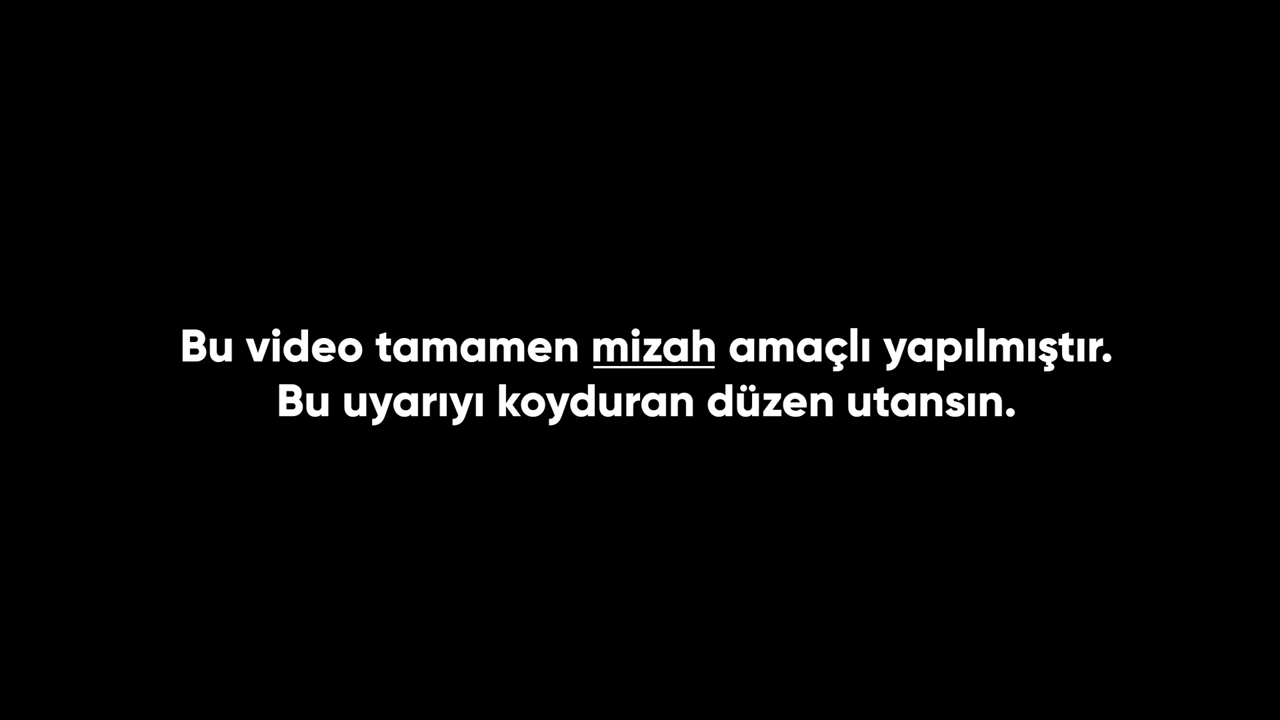 Bu video tamamen mizah amaçlı yapılmıştır.
Bu uyarıyı koyduran düzen utansın.